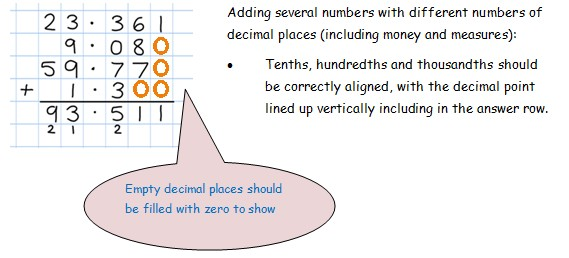 23.361
9.080
59.770
+ 1.300
93.511
2 1 2
Adding several numbers with different numbers of
decimal places (including money and measures):
• Tenths, hundredths and thousandths should
be correctly aligned, with the decimal point
lined up vertically including in the answer row.
Empty decimal places should
be filled with zero to show